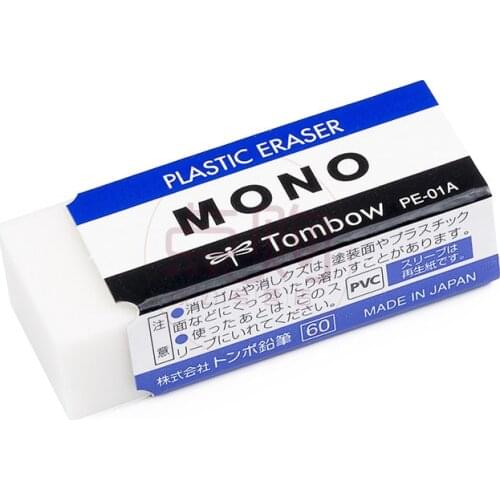 PLASTIC ERASER
MONO
Tombow PE-01A
注意
●消しゴムや消しクズは、塗装面やプラスチック
面などにくっついたり溶かすことがあります。
●使ったあとは、このス
リーブにいれてください。
PVC
スリーブは
再生紙です。
株式会社トンボ鉛筆 60 MADE IN JAPAN